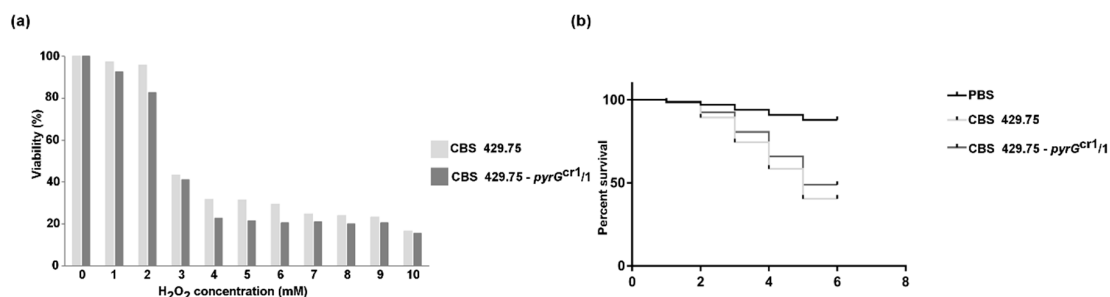 (a)
Viability (%)
100
80
60
40
20
0
0 1 2 3 4 5 6 7 8 9 10
H₂O₂ concentration (mM)
CBS 429.75
CBS 429.75 - pyrGcr1/1
(b)
Percent survival
100
50
0
0 2 4 6 8
PBS
CBS 429.75
CBS 429.75 - pyrGcr1/1